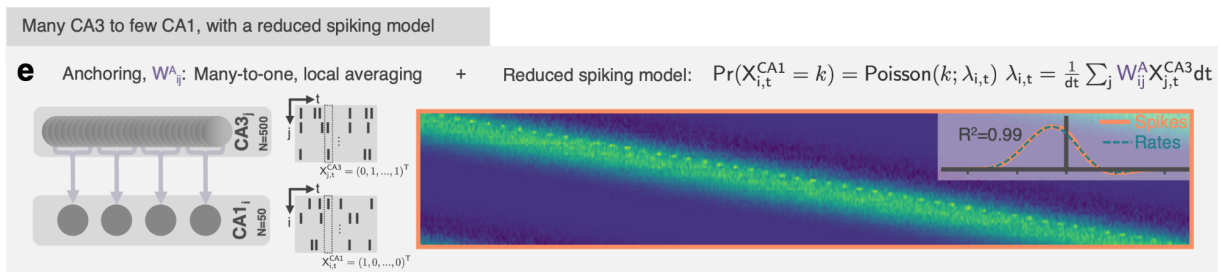 Many CA3 to few CA1, with a reduced spiking model
e Anchoring, W^A_ij: Many-to-one, local averaging + Reduced spiking model: Pr(X^CA1_i,t = k) = Poisson(k; λ_i,t) λ_i,t = 1/dt ∑_j W^A_ij X^CA3_j,t dt
CA3_j
N=500
t
j
X^CA3_j,t = (0, 1, ..., 1)^T
CA1_i
N=50
t
i
X^CA1_i,t = (1, 0, ..., 0)^T
R²=0.99
Spikes
Rates